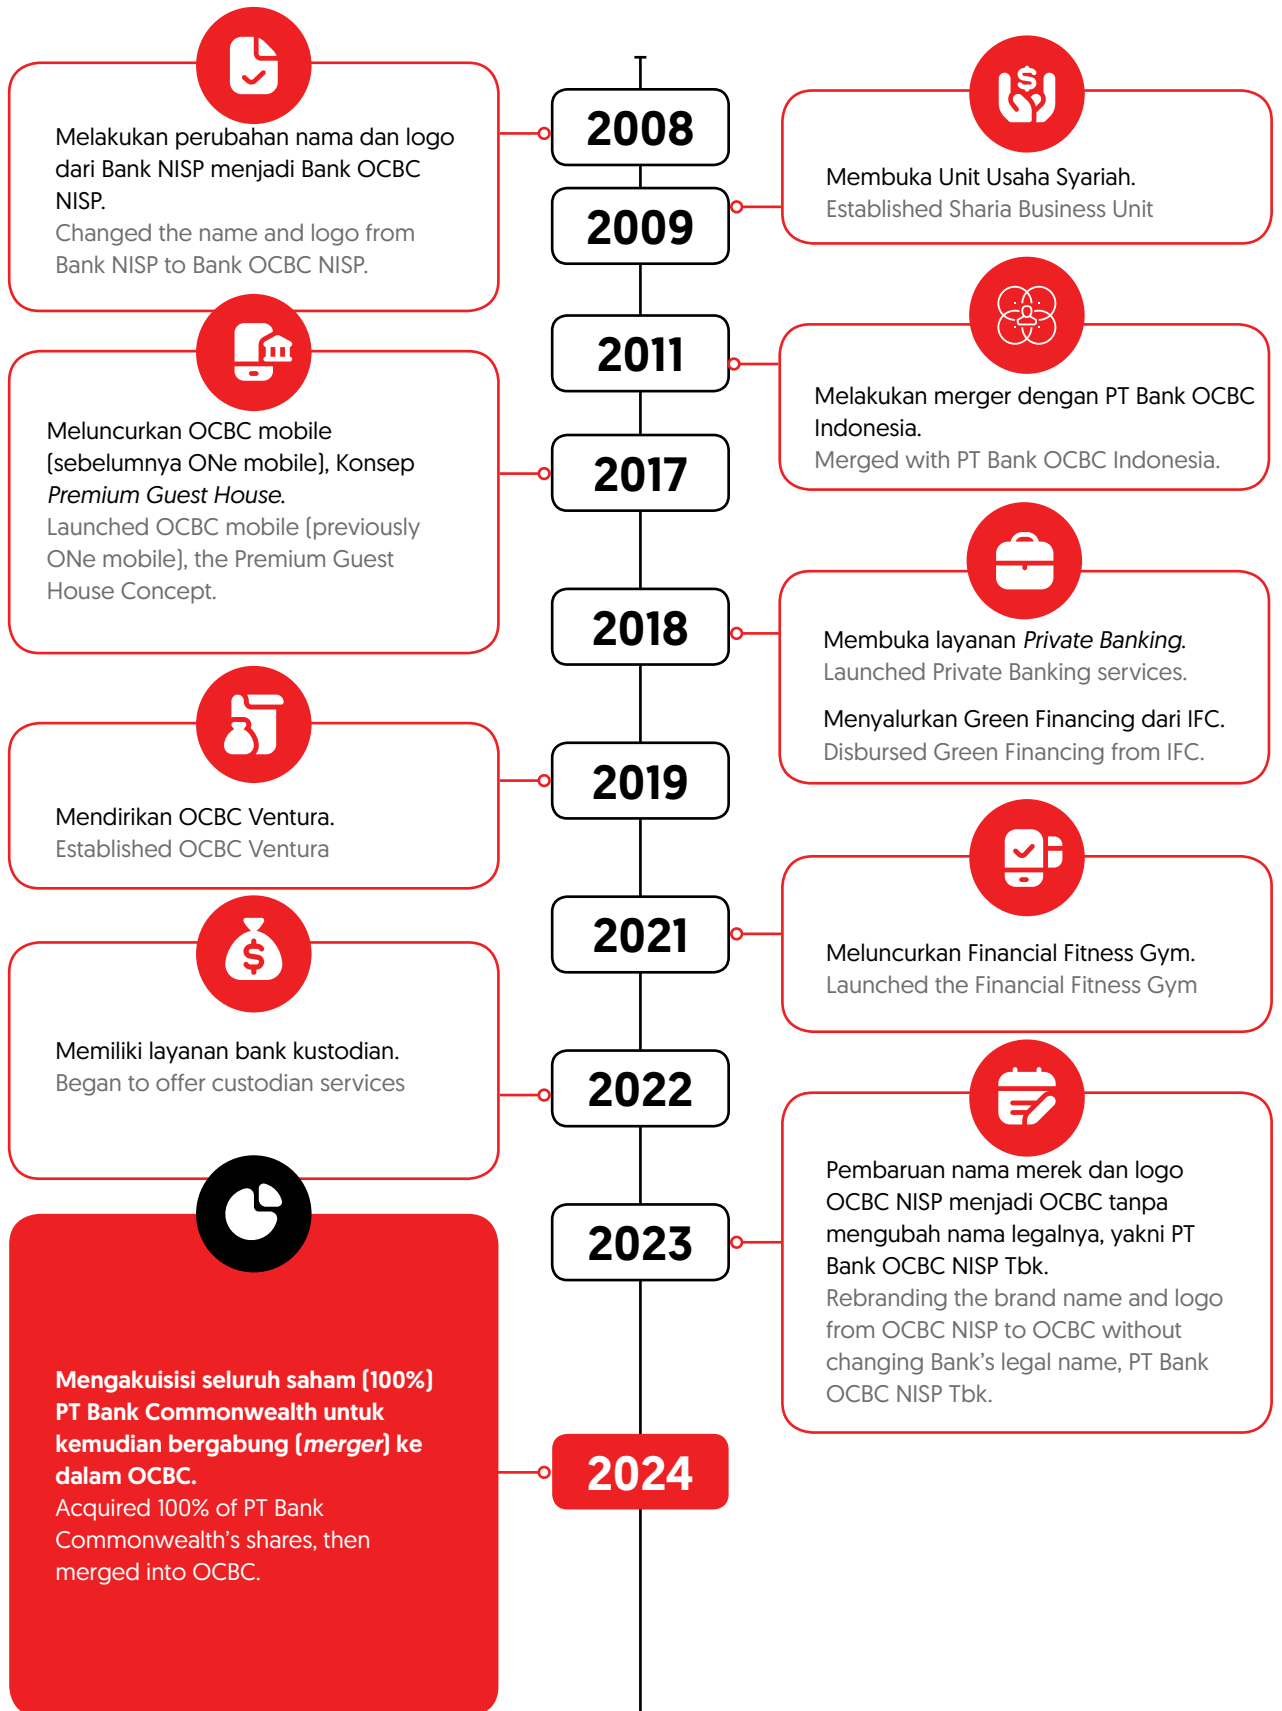 2008
Melakukan perubahan nama dan logo
dari Bank NISP menjadi Bank OCBC
NISP.
Changed the name and logo from
Bank NISP to Bank OCBC NISP.
2009
Membuka Unit Usaha Syariah.
Established Sharia Business Unit
2011
Melakukan merger dengan PT Bank OCBC
Indonesia.
Merged with PT Bank OCBC Indonesia.
2017
Meluncurkan OCBC mobile
(sebelumnya ONe mobile), Konsep
Premium Guest House.
Launched OCBC mobile (previously
ONe mobile), the Premium Guest
House Concept.
2018
Membuka layanan Private Banking.
Launched Private Banking services.
Menyalurkan Green Financing dari IFC.
Disbursed Green Financing from IFC.
2019
Mendirikan OCBC Ventura.
Established OCBC Ventura
2021
Meluncurkan Financial Fitness Gym.
Launched the Financial Fitness Gym
2022
$
Memiliki layanan bank kustodian.
Began to offer custodian services
2023
Pembaruan nama merek dan logo
OCBC NISP menjadi OCBC tanpa
mengubah nama legalnya, yakni PT
Bank OCBC NISP Tbk.
Rebranding the brand name and logo
from OCBC NISP to OCBC without
changing Bank's legal name, PT Bank
OCBC NISP Tbk.
2024
Mengakuisisi seluruh saham (100%)
PT Bank Commonwealth untuk
kemudian bergabung (merger) ke
dalam OCBC.
Acquired 100% of PT Bank
Commonwealth's shares, then
merged into OCBC.